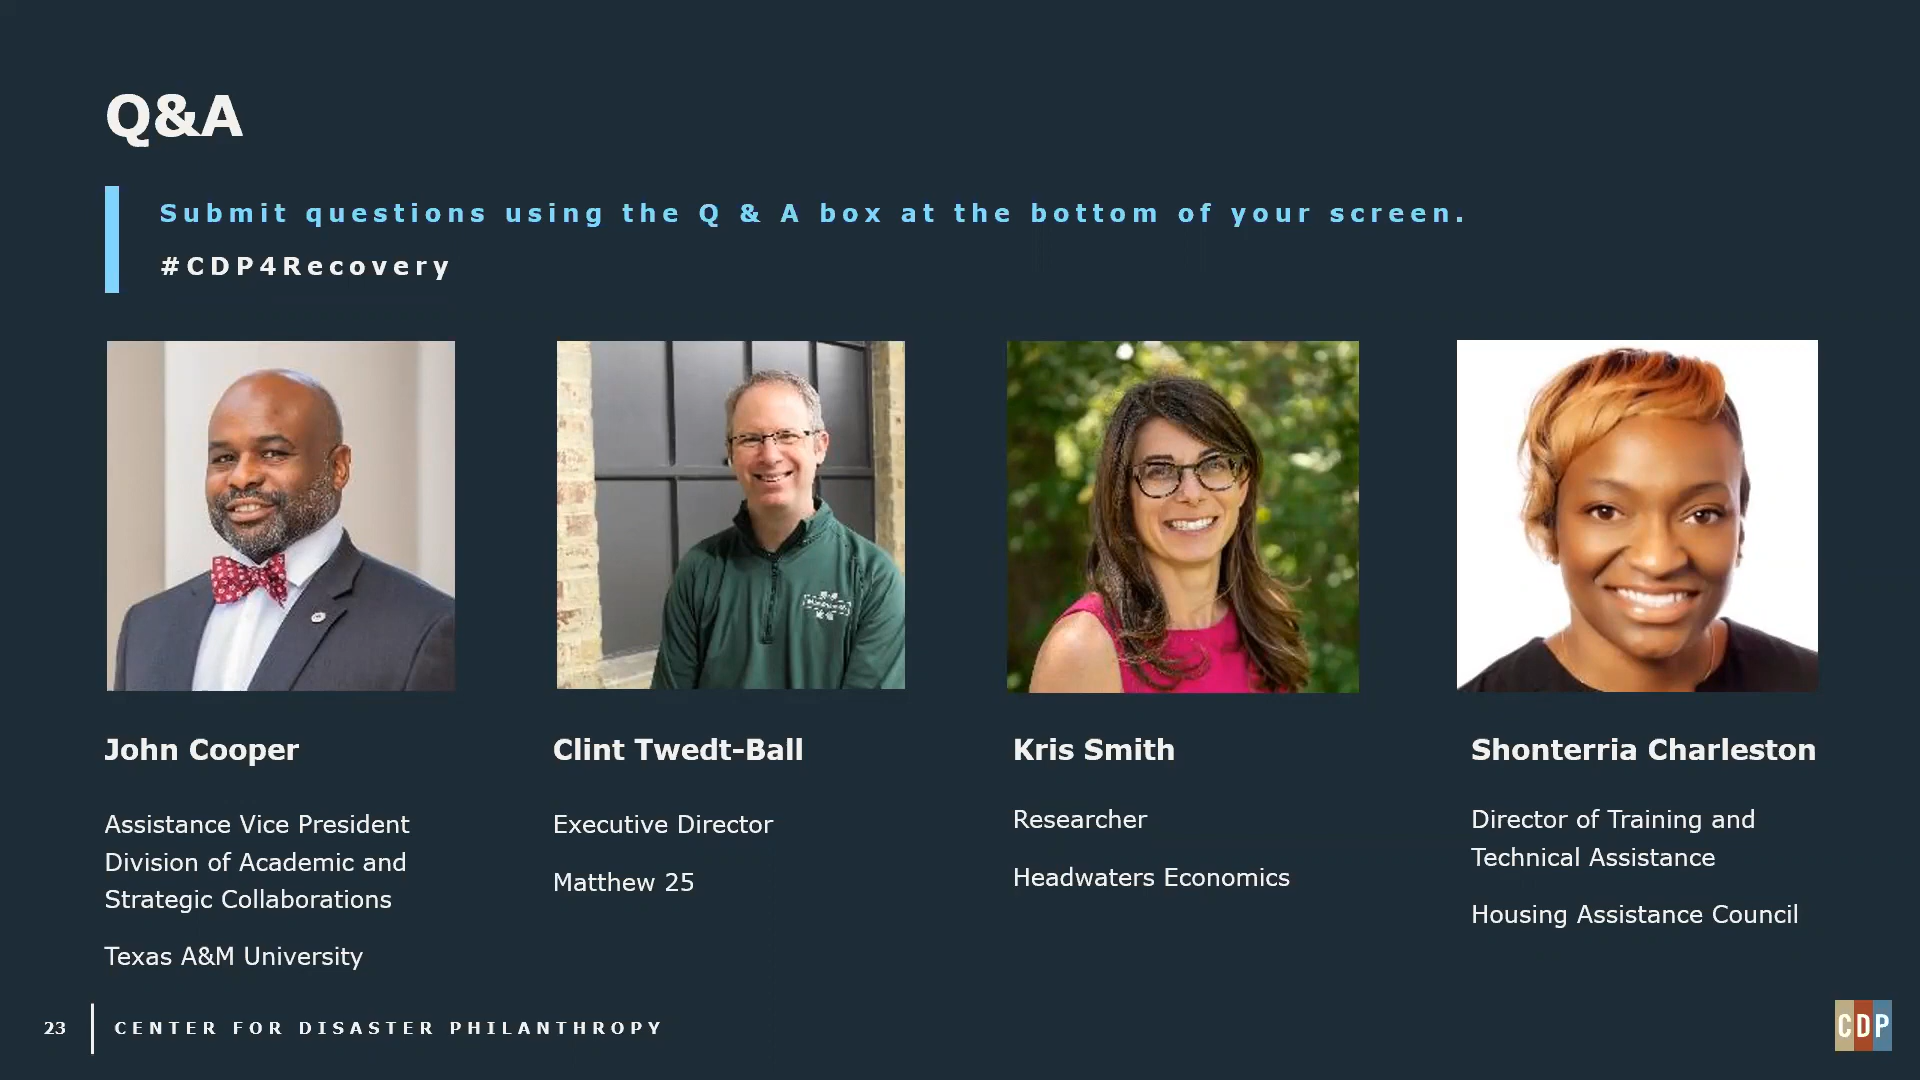 Q&A
Submit questions using the Q & A box at the bottom of your screen.
#CDP4Recovery
John Cooper
Assistance Vice President
Division of Academic and
Strategic Collaborations
Texas A&M University
Clint Twedt-Ball
Executive Director
Matthew 25
Kris Smith
Researcher
Headwaters Economics
Shonterria Charleston
Director of Training and
Technical Assistance
Housing Assistance Council
23
CENTER FOR DISASTER PHILANTHROPY
CDP